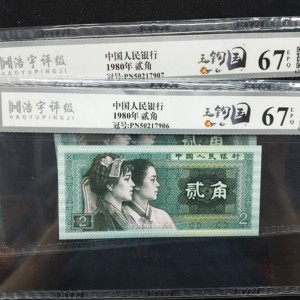 浩宇评级
HAOYUPINGJI
中国人民银行
1980年 贰角
冠号:PN50217907
67 EPQ
浩宇评级
HAOYUPINGJI
中国人民银行
1980年 贰角
冠号:PN50217906
67 EPQ
中国人民银行
贰角
2
2